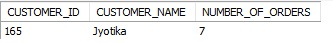 CUSTOMER_ID CUSTOMER_NAME NUMBER_OF_ORDERS
165 Jyotika 7